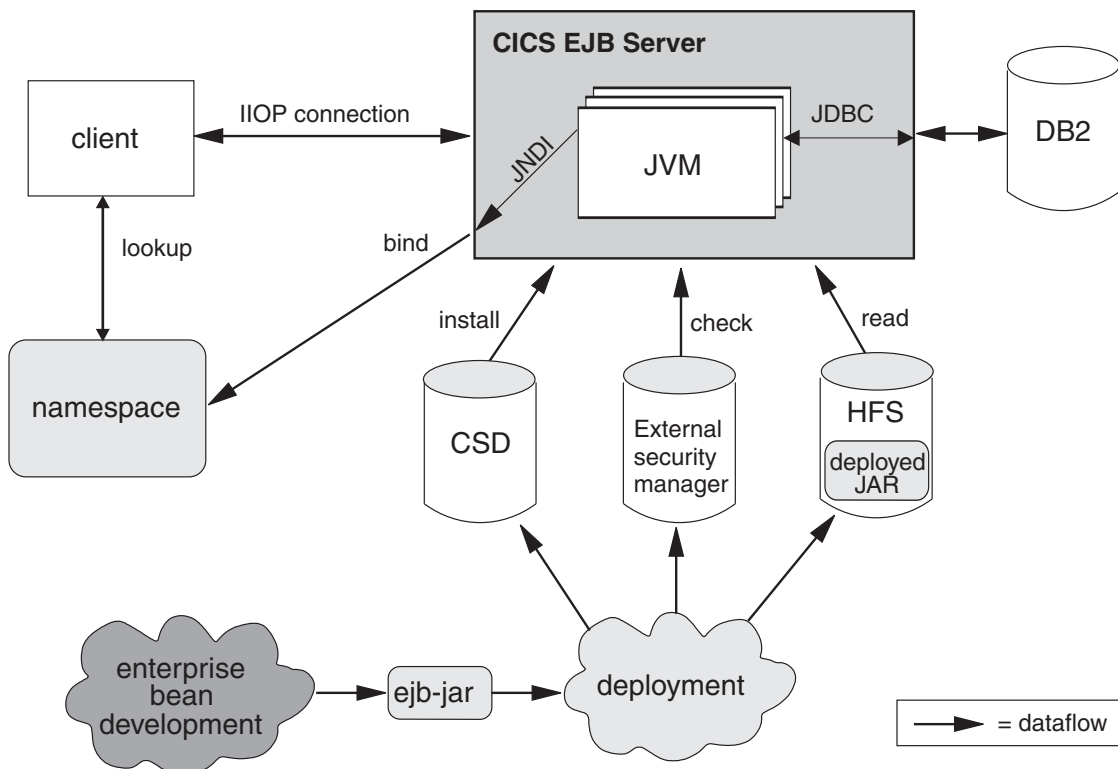 CICS EJB Server
IIOP connection
client
JDBC
DB2
JNDI
JVM
lookup
bind
install
check
read
namespace
CSD
External
security
manager
HFS
deployed
JAR
enterprise
bean
development
ejb-jar
deployment
= dataflow